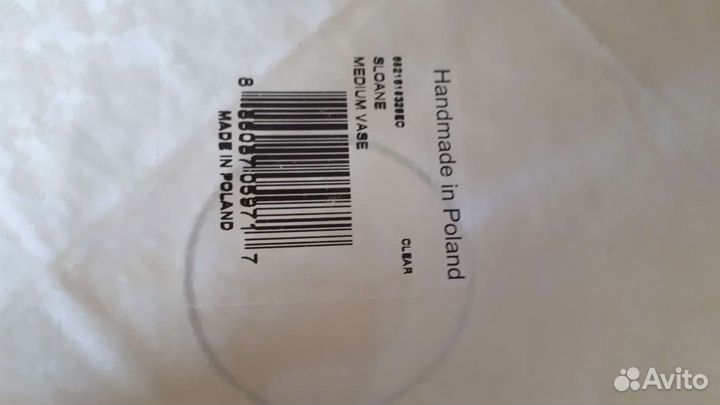 Handmade in Poland
CLEAR
SLOANE
MEDIUM VASE
MADE IN POLAND
Avito